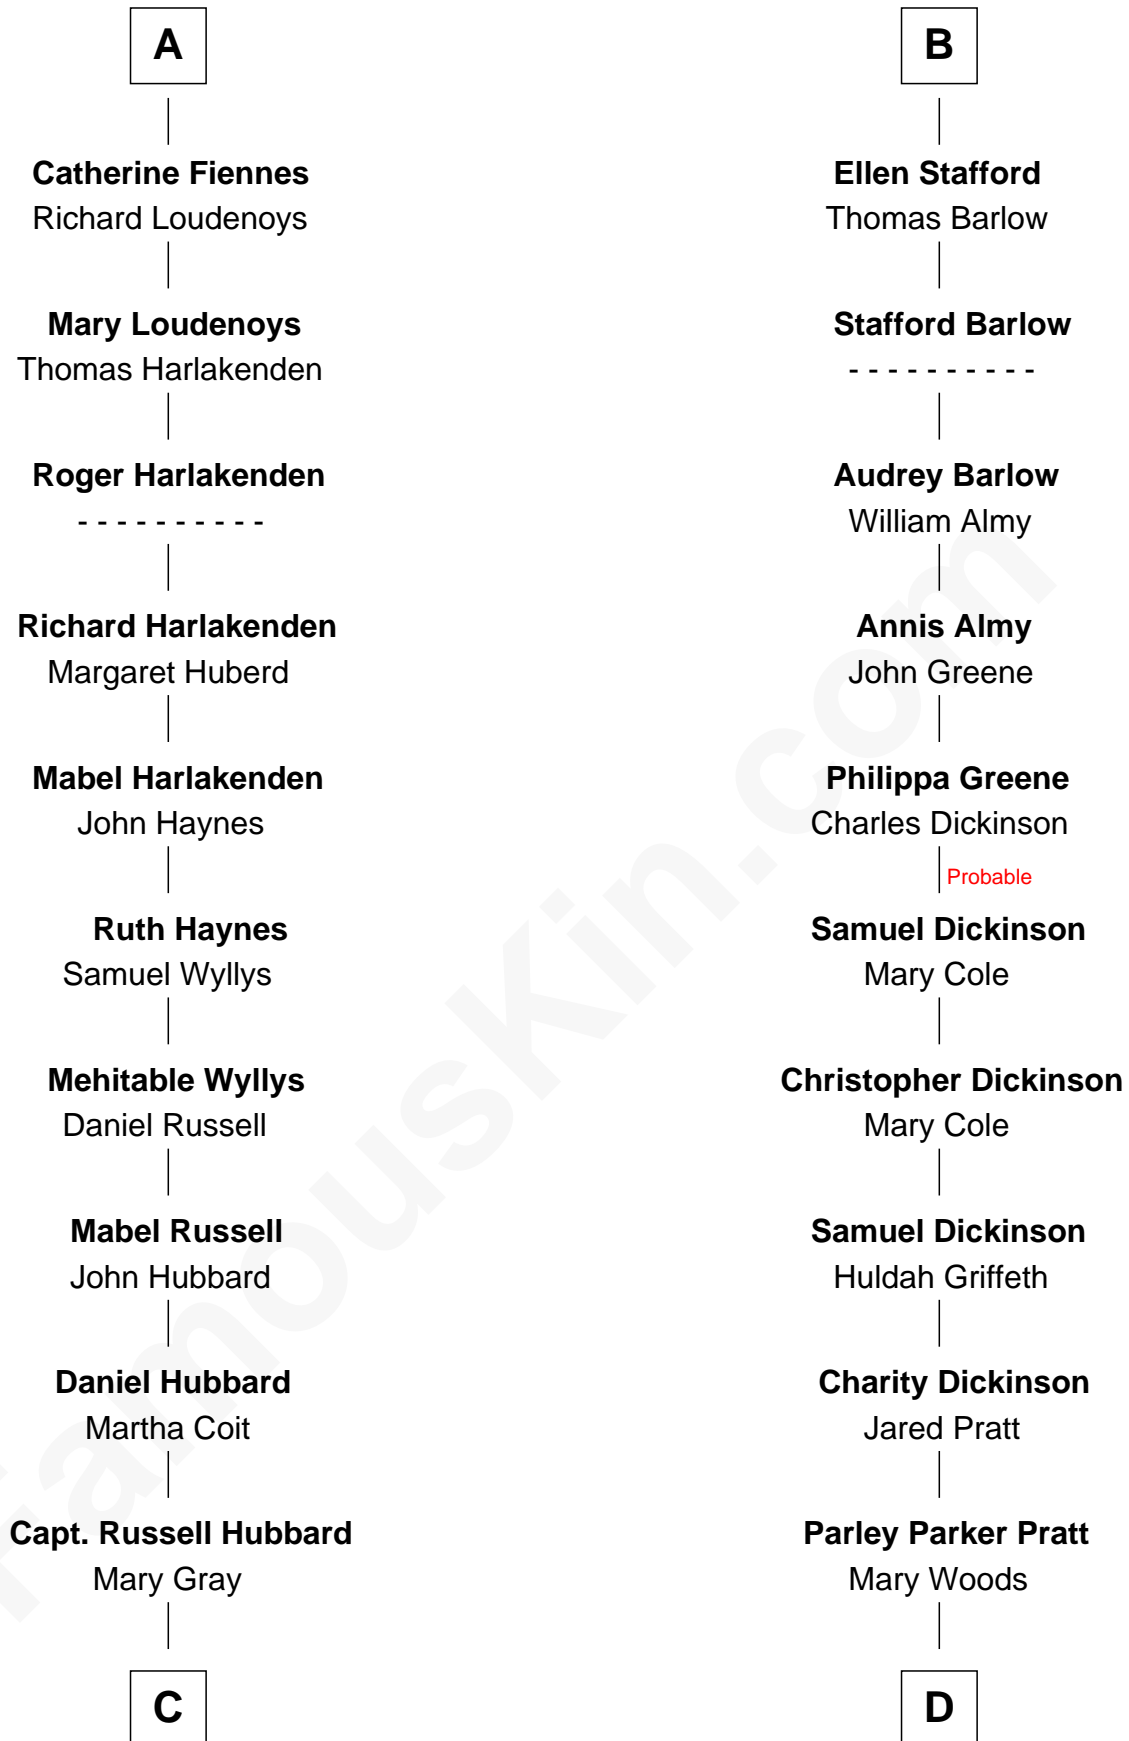 A
Catherine Fiennes
Richard Loudenoys
Mary Loudenoys
Thomas Harlakenden
Roger Harlakenden
- - - - - - - - - -
Richard Harlakenden
Margaret Huberd
Mabel Harlakenden
John Haynes
Ruth Haynes
Samuel Wyllys
Mehitable Wyllys
Daniel Russell
Mabel Russell
John Hubbard
Daniel Hubbard
Martha Coit
Capt. Russell Hubbard
Mary Gray
C
B
Ellen Stafford
Thomas Barlow
Stafford Barlow
- - - - - - - - - -
Audrey Barlow
William Almy
Annis Almy
John Greene
Philippa Greene
Charles Dickinson
Probable
Samuel Dickinson
Mary Cole
Christopher Dickinson
Mary Cole
Samuel Dickinson
Huldah Griffeth
Charity Dickinson
Jared Pratt
Parley Parker Pratt
Mary Woods
D
FamousKin.com